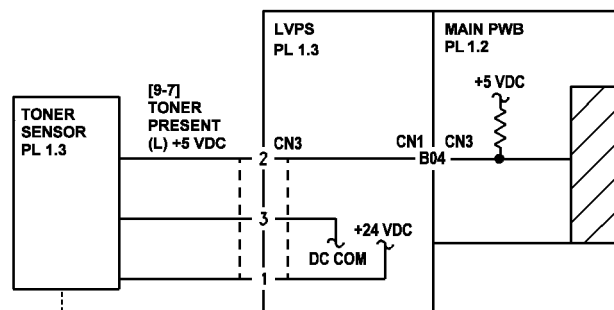 LVPS
PL 1.3
MAIN PWB
PL 1.2
+5 VDC
[9-7]
TONER
PRESENT
(L) +5 VDC
TONER
SENSOR
PL 1.3
CN3
CN1
CN3
2
B04
3
+24 VDC
DC COM
1